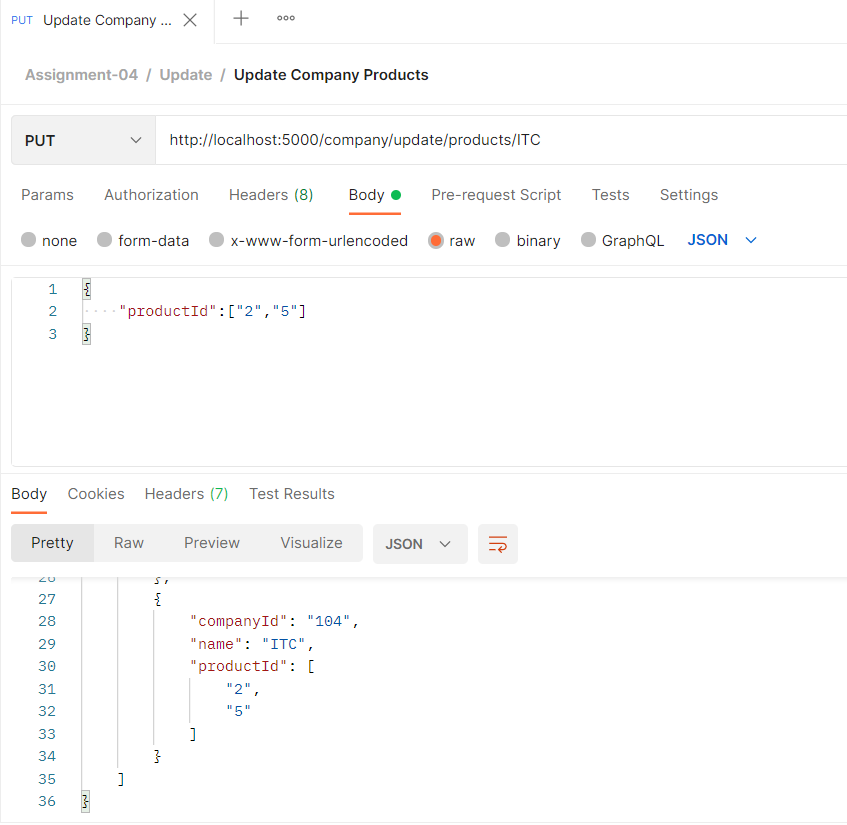 PUT Update Company ...
Assignment-04 / Update / Update Company Products
PUT http://localhost:5000/company/update/products/ITC
Params Authorization Headers (8) Body Pre-request Script Tests Settings
none form-data x-www-form-urlencoded raw binary GraphQL JSON
1 {
2 ····"productId":["2","5"]
3 }
Body Cookies Headers (7) Test Results
Pretty Raw Preview Visualize JSON
26 },
27 {
28 "companyId": "104",
29 "name": "ITC",
30 "productId": [
31 "2",
32 "5"
33 ]
34 }
35 ]
36 }